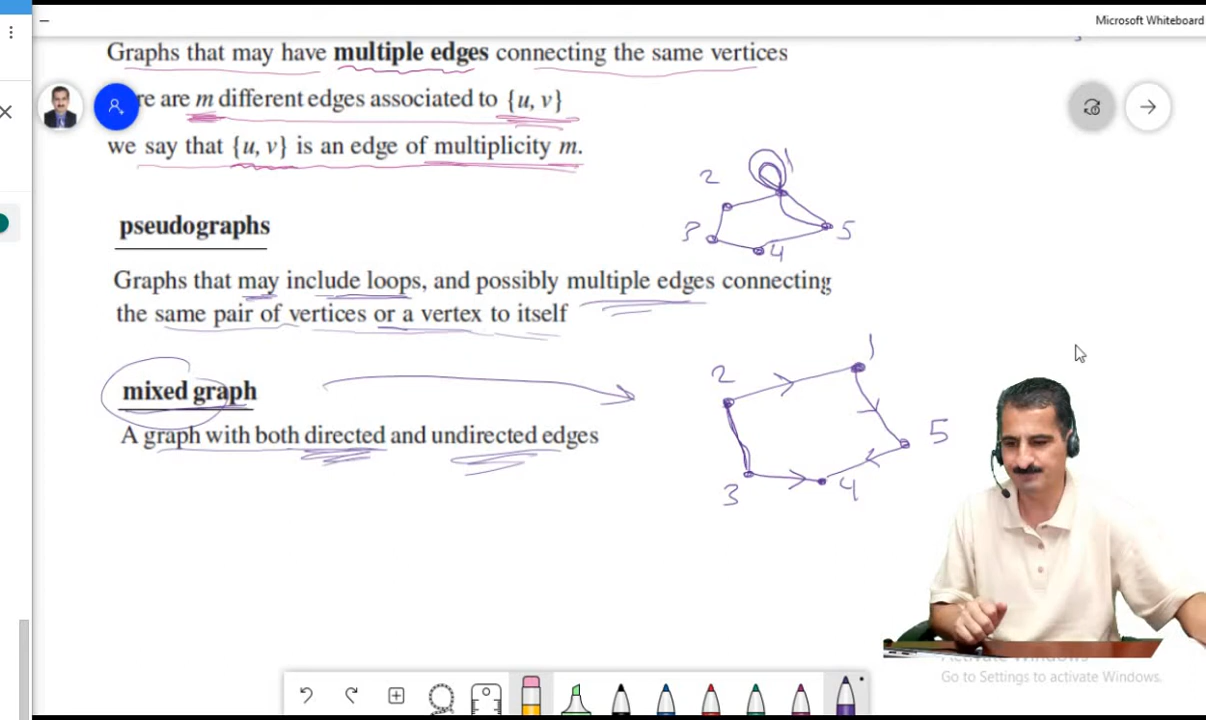 Microsoft Whiteboard
Graphs that may have multiple edges connecting the same vertices
re are m different edges associated to {u, v}
we say that {u, v} is an edge of multiplicity m.
1
2
3
5
4
pseudographs
Graphs that may include loops, and possibly multiple edges connecting
the same pair of vertices or a vertex to itself
1
2
mixed graph
A graph with both directed and undirected edges
5
3
4
Activate Windows
Go to Settings to activate Windows.